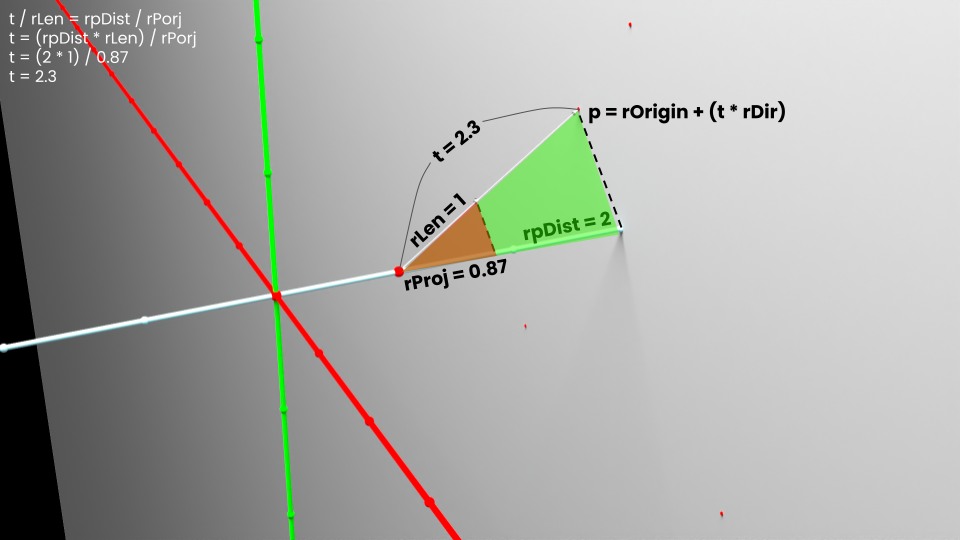 t / rLen = rpDist / rPorj
t = (rpDist * rLen) / rPorj
t = (2 * 1) / 0.87
t = 2.3
p = rOrigin + (t * rDir)
t = 2.3
rLen = 1
rpDist = 2
rProj = 0.87